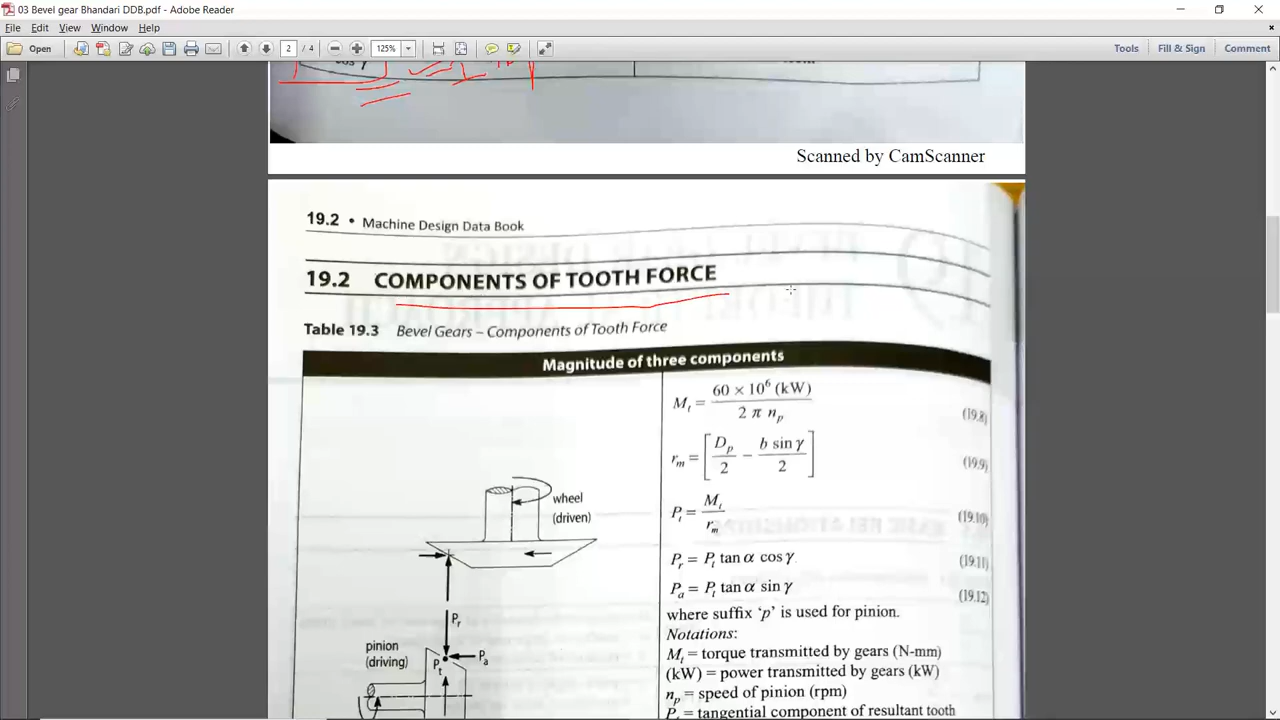 03 Bevel gear Bhandari DDB.pdf - Adobe Reader
File Edit View Window Help
Open 2 / 4 125% Tools Fill & Sign Comment
cos γ
Scanned by CamScanner
19.2 • Machine Design Data Book
19.2 COMPONENTS OF TOOTH FORCE
Table 19.3 Bevel Gears – Components of Tooth Force
Magnitude of three components
M_t = 60 × 10^6 (kW) / 2 π n_p (19.8)
r_m = [D_p / 2 − b sin γ / 2] (19.9)
P_t = M_t / r_m (19.10)
P_r = P_t tan α cos γ (19.11)
P_a = P_t tan α sin γ (19.12)
where suffix 'p' is used for pinion.
Notations:
M_t = torque transmitted by gears (N-mm)
(kW) = power transmitted by gears (kW)
n_p = speed of pinion (rpm)
P_t = tangential component of resultant tooth
wheel
(driven)
P_r
pinion
(driving)
P_a
P_t